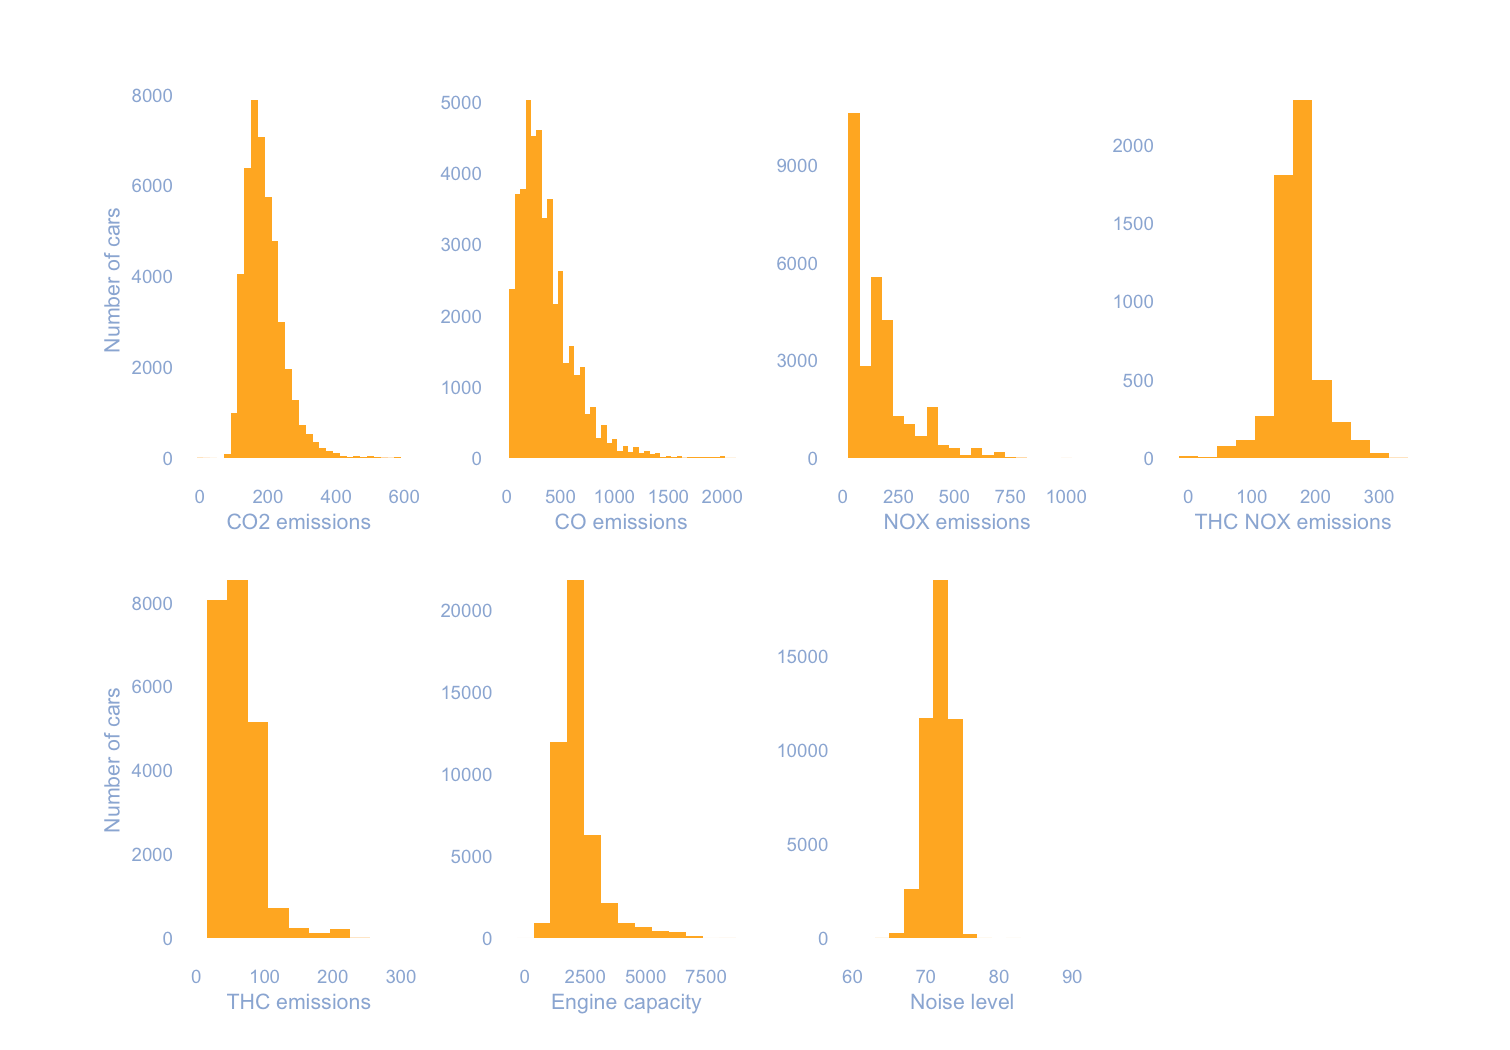 8000
6000
4000
2000
0
Number of cars
0 200 400 600
CO2 emissions
5000
4000
3000
2000
1000
0
0 500 1000 1500 2000
CO emissions
9000
6000
3000
0
0 250 500 750 1000
NOX emissions
2000
1500
1000
500
0
0 100 200 300
THC NOX emissions
8000
6000
4000
2000
0
Number of cars
0 100 200 300
THC emissions
20000
15000
10000
5000
0
0 2500 5000 7500
Engine capacity
15000
10000
5000
0
60 70 80 90
Noise level